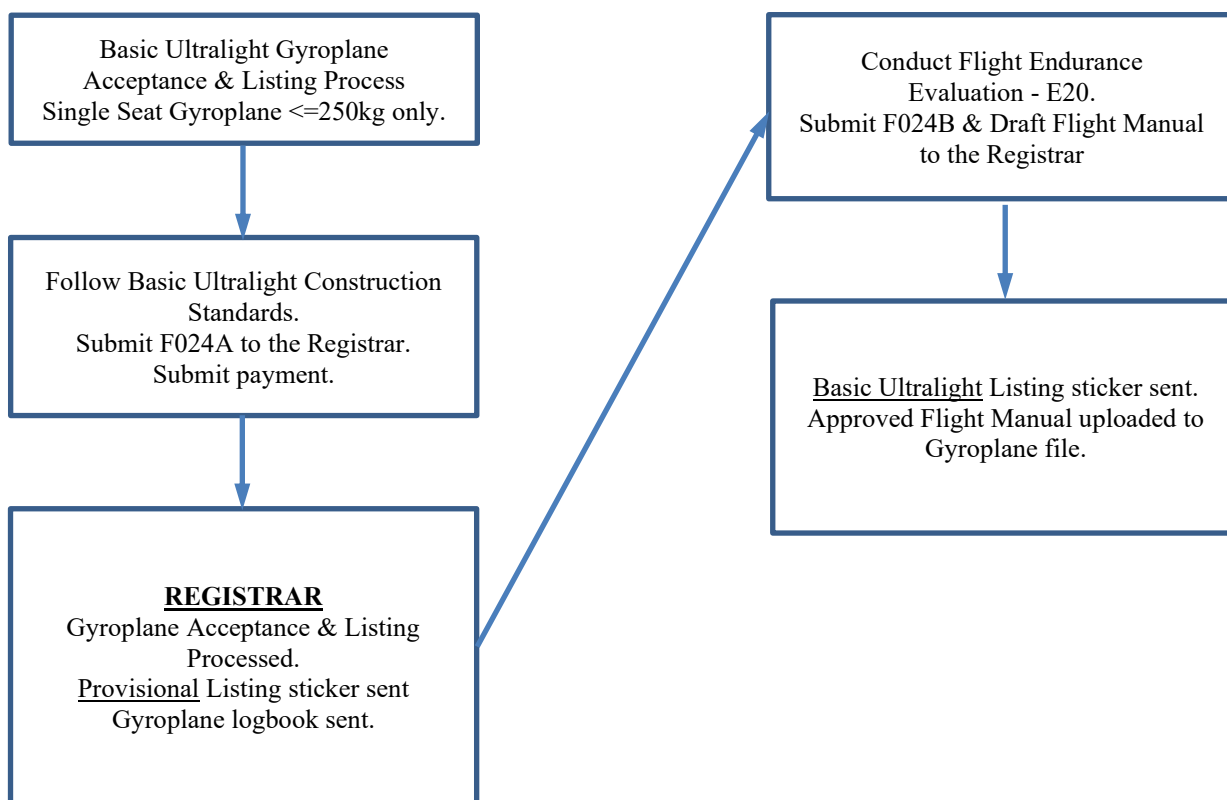 Basic Ultralight Gyroplane
Acceptance & Listing Process
Single Seat Gyroplane <=250kg only.
Follow Basic Ultralight Construction
Standards.
Submit F024A to the Registrar.
Submit payment.
REGISTRAR
Gyroplane Acceptance & Listing
Processed.
Provisional Listing sticker sent
Gyroplane logbook sent.
Conduct Flight Endurance
Evaluation - E20.
Submit F024B & Draft Flight Manual
to the Registrar
Basic Ultralight Listing sticker sent.
Approved Flight Manual uploaded to
Gyroplane file.